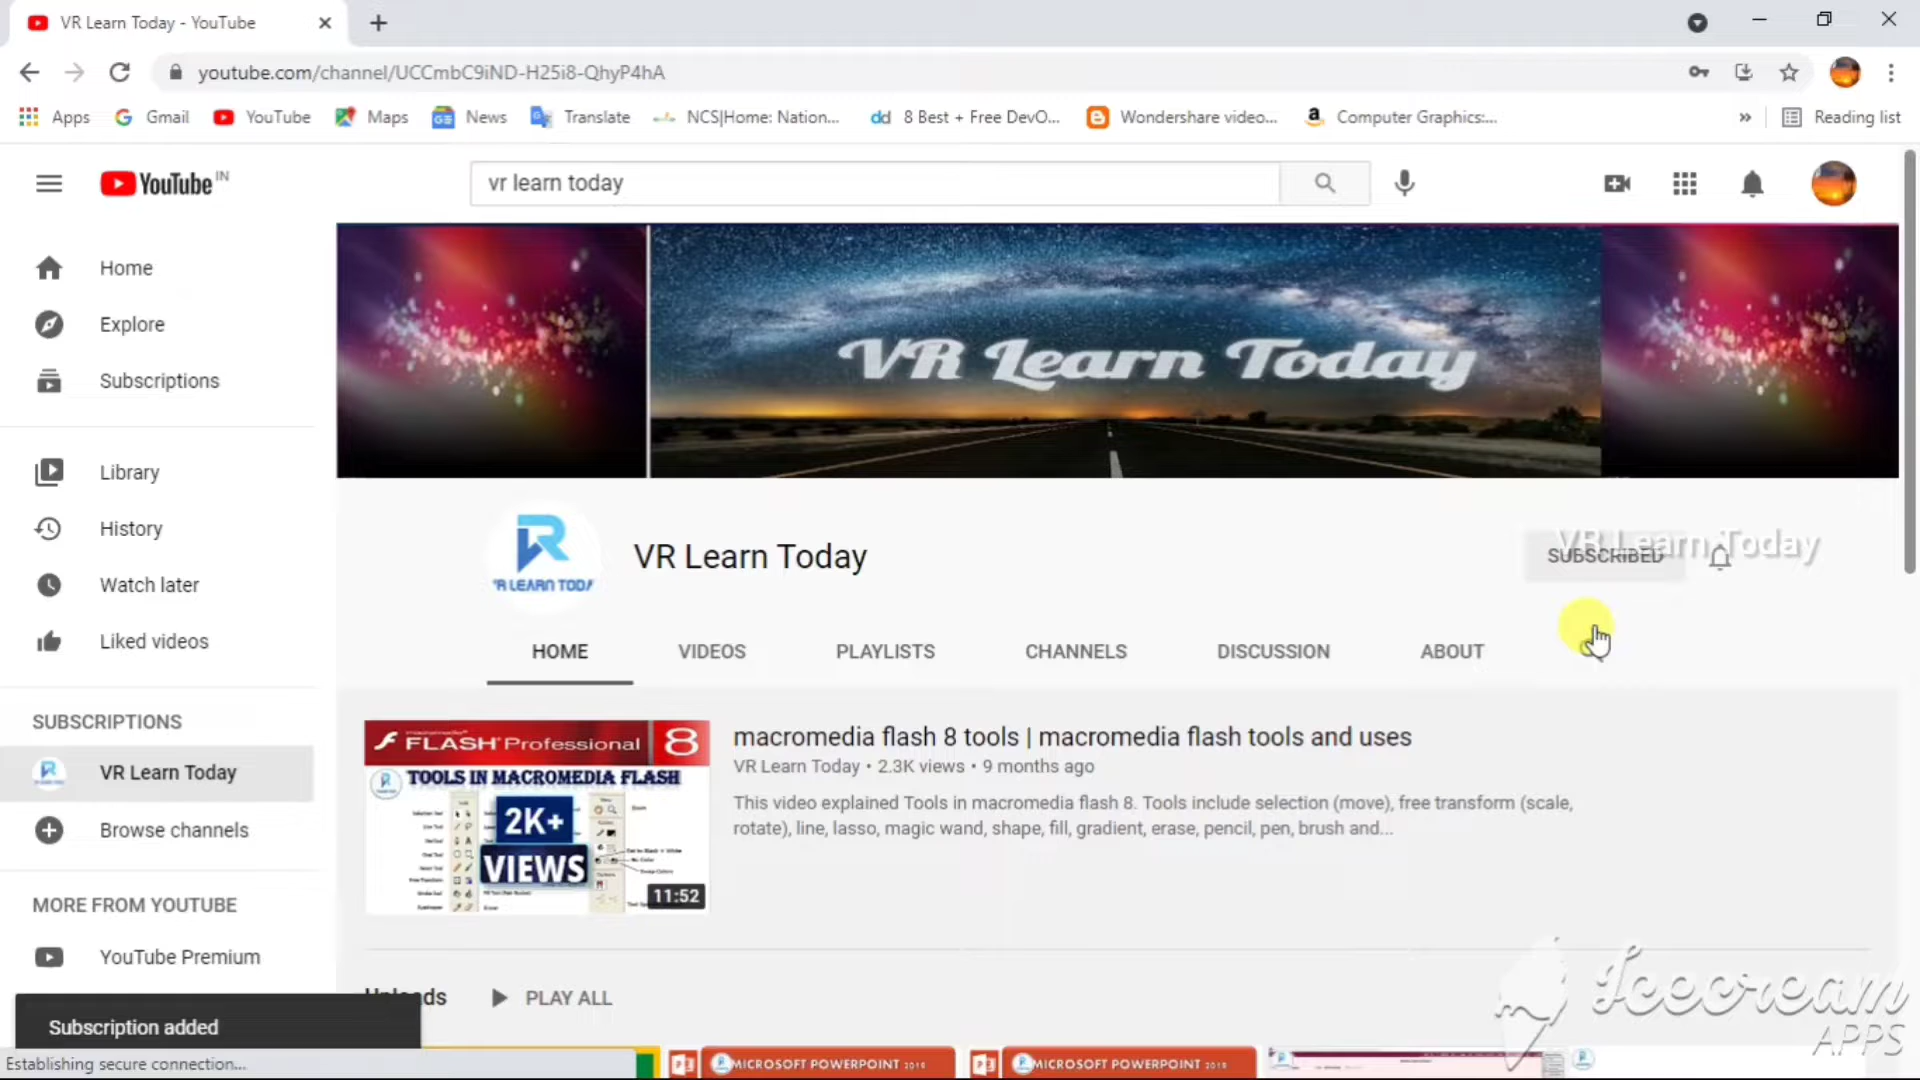 VR Learn Today - YouTube
youtube.com/channel/UCCmbC9iND-H25i8-QhyP4hA
Apps
Gmail
YouTube
Maps
News
Translate
NCS|Home: Nation...
dd 8 Best + Free DevO...
Wondershare video...
Computer Graphics:...
Reading list
YouTube IN
vr learn today
Home
Explore
Subscriptions
Library
History
Watch later
Liked videos
SUBSCRIPTIONS
VR Learn Today
Browse channels
MORE FROM YOUTUBE
YouTube Premium
VR Learn Today
VR Learn Today
SUBSCRIBED
VR Learn Today
HOME
VIDEOS
PLAYLISTS
CHANNELS
DISCUSSION
ABOUT
FLASH Professional 8
TOOLS IN MACROMEDIA FLASH
2K+
VIEWS
11:52
macromedia flash 8 tools | macromedia flash tools and uses
VR Learn Today • 2.3K views • 9 months ago
This video explained Tools in macromedia flash 8. Tools include selection (move), free transform (scale,
rotate), line, lasso, magic wand, shape, fill, gradient, erase, pencil, pen, brush and...
PLAY ALL
Subscription added
Establishing secure connection...
MICROSOFT POWERPOINT 2016
MICROSOFT POWERPOINT 2016
Icecream
APPS